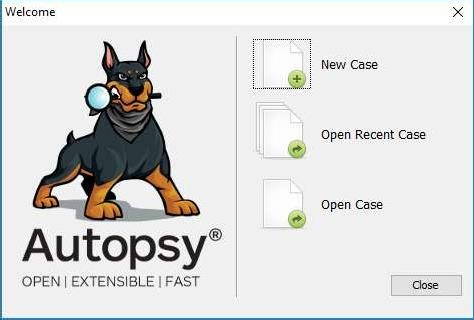 Welcome
New Case
Open Recent Case
Open Case
Autopsy®
OPEN | EXTENSIBLE | FAST
Close